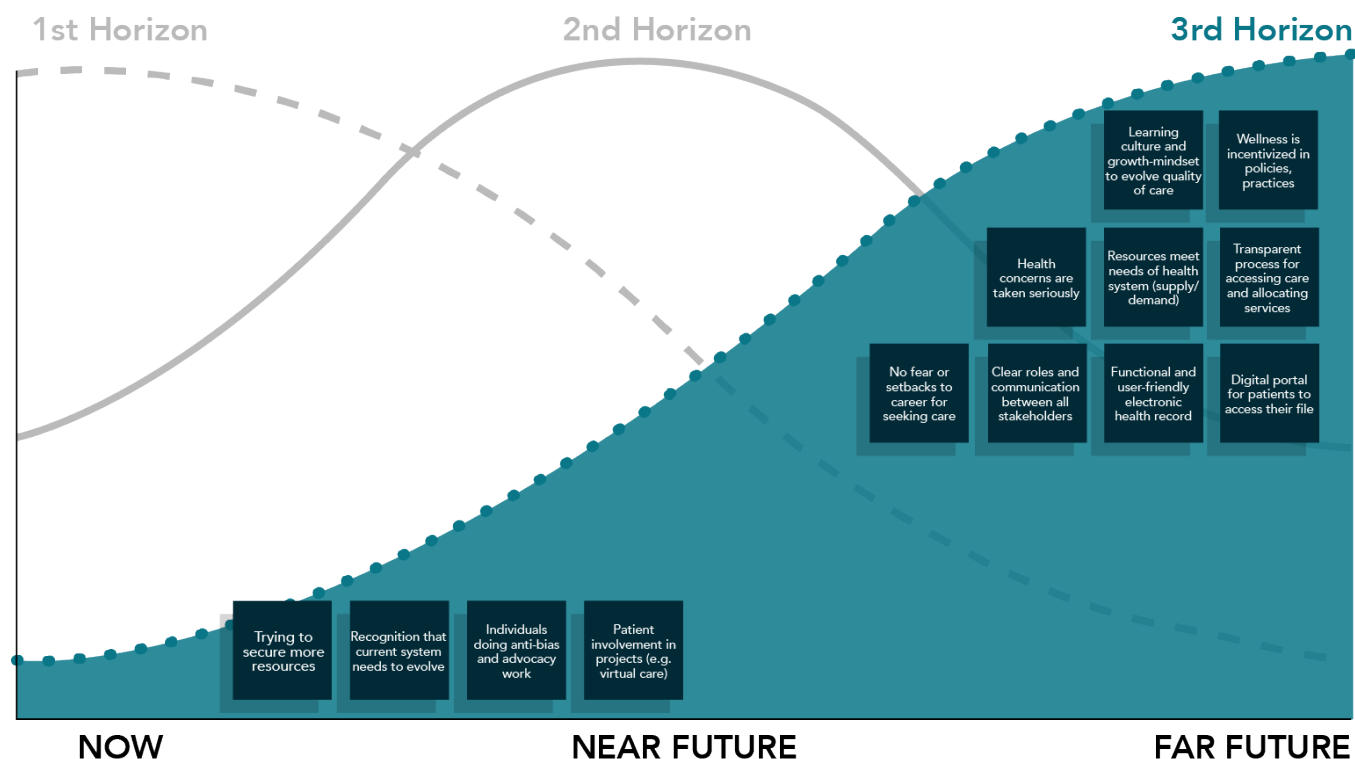 1st Horizon
2nd Horizon
3rd Horizon
Learning
culture and
growth-mindset
to evolve quality
of care
Wellness is
incentivized in
policies,
practices
Health
concerns are
taken seriously
Resources meet
needs of health
system (supply/
demand)
Transparent
process for
accessing care
and allocating
services
No fear or
setbacks to
career for
seeking care
Clear roles and
communication
between all
stakeholders
Functional and
user-friendly
electronic
health record
Digital portal
for patients to
access their file
Trying to
secure more
resources
Recognition that
current system
needs to evolve
Individuals
doing anti-bias
and advocacy
work
Patient
involvement in
projects (e.g.
virtual care)
NOW
NEAR FUTURE
FAR FUTURE